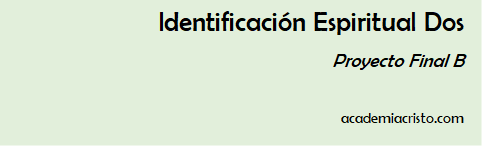 Identificación Espiritual Dos
Proyecto Final B
academiacristo.com